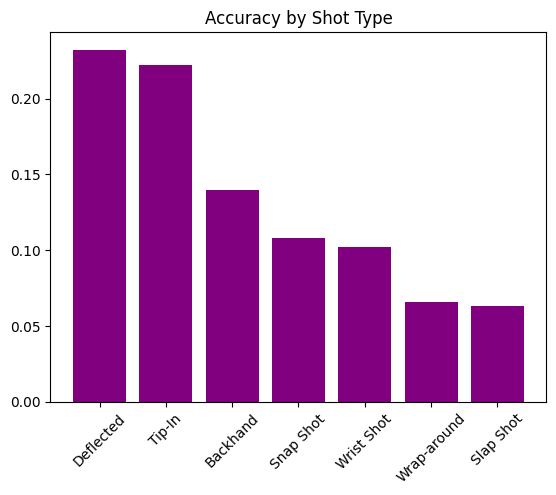 Accuracy by Shot Type
0.20
0.15
0.10
0.05
0.00
Deflected
Tip-In
Backhand
Snap Shot
Wrist Shot
Wrap-around
Slap Shot